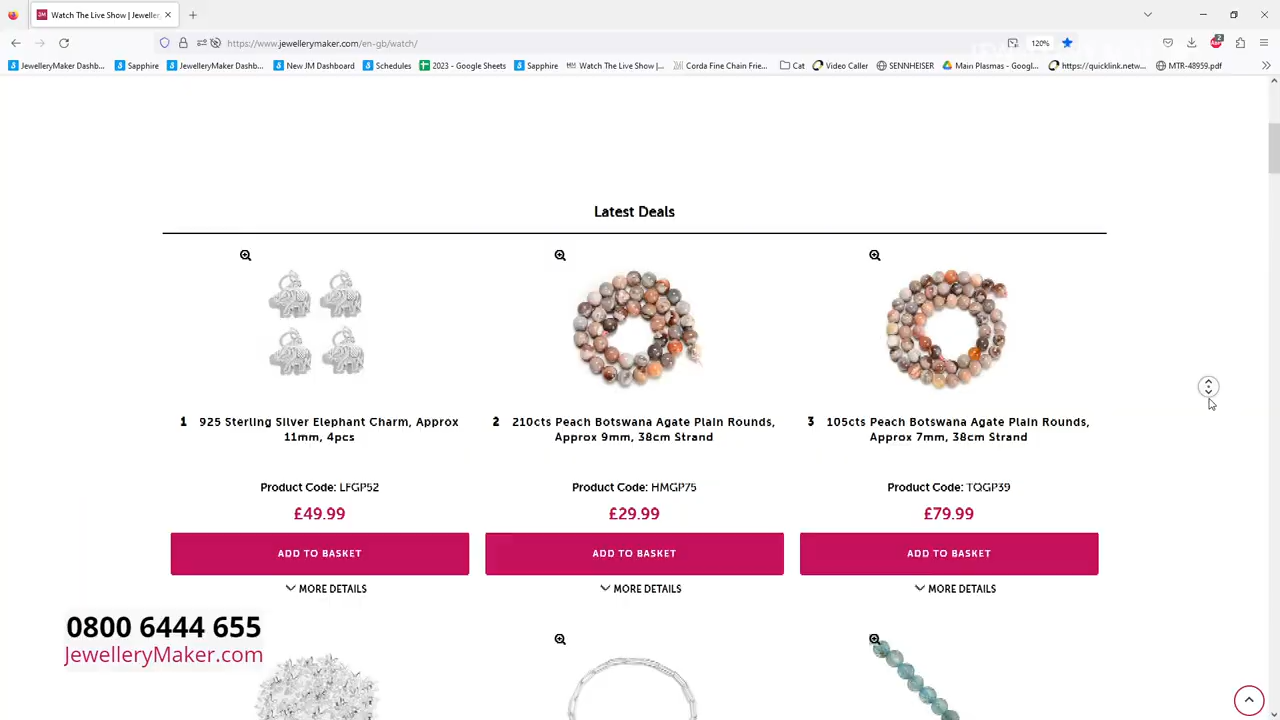 Watch The Live Show | Jeweller
https://www.jewellerymaker.com/en-gb/watch/
120%
JewelleryMaker Dashb...
Sapphire
JewelleryMaker Dashb...
New JM Dashboard
Schedules
2023 - Google Sheets
Sapphire
Watch The Live Show |...
Corda Fine Chain Frie...
Cat
Video Caller
SENNHEISER
Main Plasmas - Googl...
https://quicklink.netw...
MTR-48959.pdf
Latest Deals
1 925 Sterling Silver Elephant Charm, Approx
11mm, 4pcs
Product Code: LFGP52
£49.99
ADD TO BASKET
MORE DETAILS
2 210cts Peach Botswana Agate Plain Rounds,
Approx 9mm, 38cm Strand
Product Code: HMGP75
£29.99
ADD TO BASKET
MORE DETAILS
3 105cts Peach Botswana Agate Plain Rounds,
Approx 7mm, 38cm Strand
Product Code: TQGP39
£79.99
ADD TO BASKET
MORE DETAILS
0800 6444 655
JewelleryMaker.com